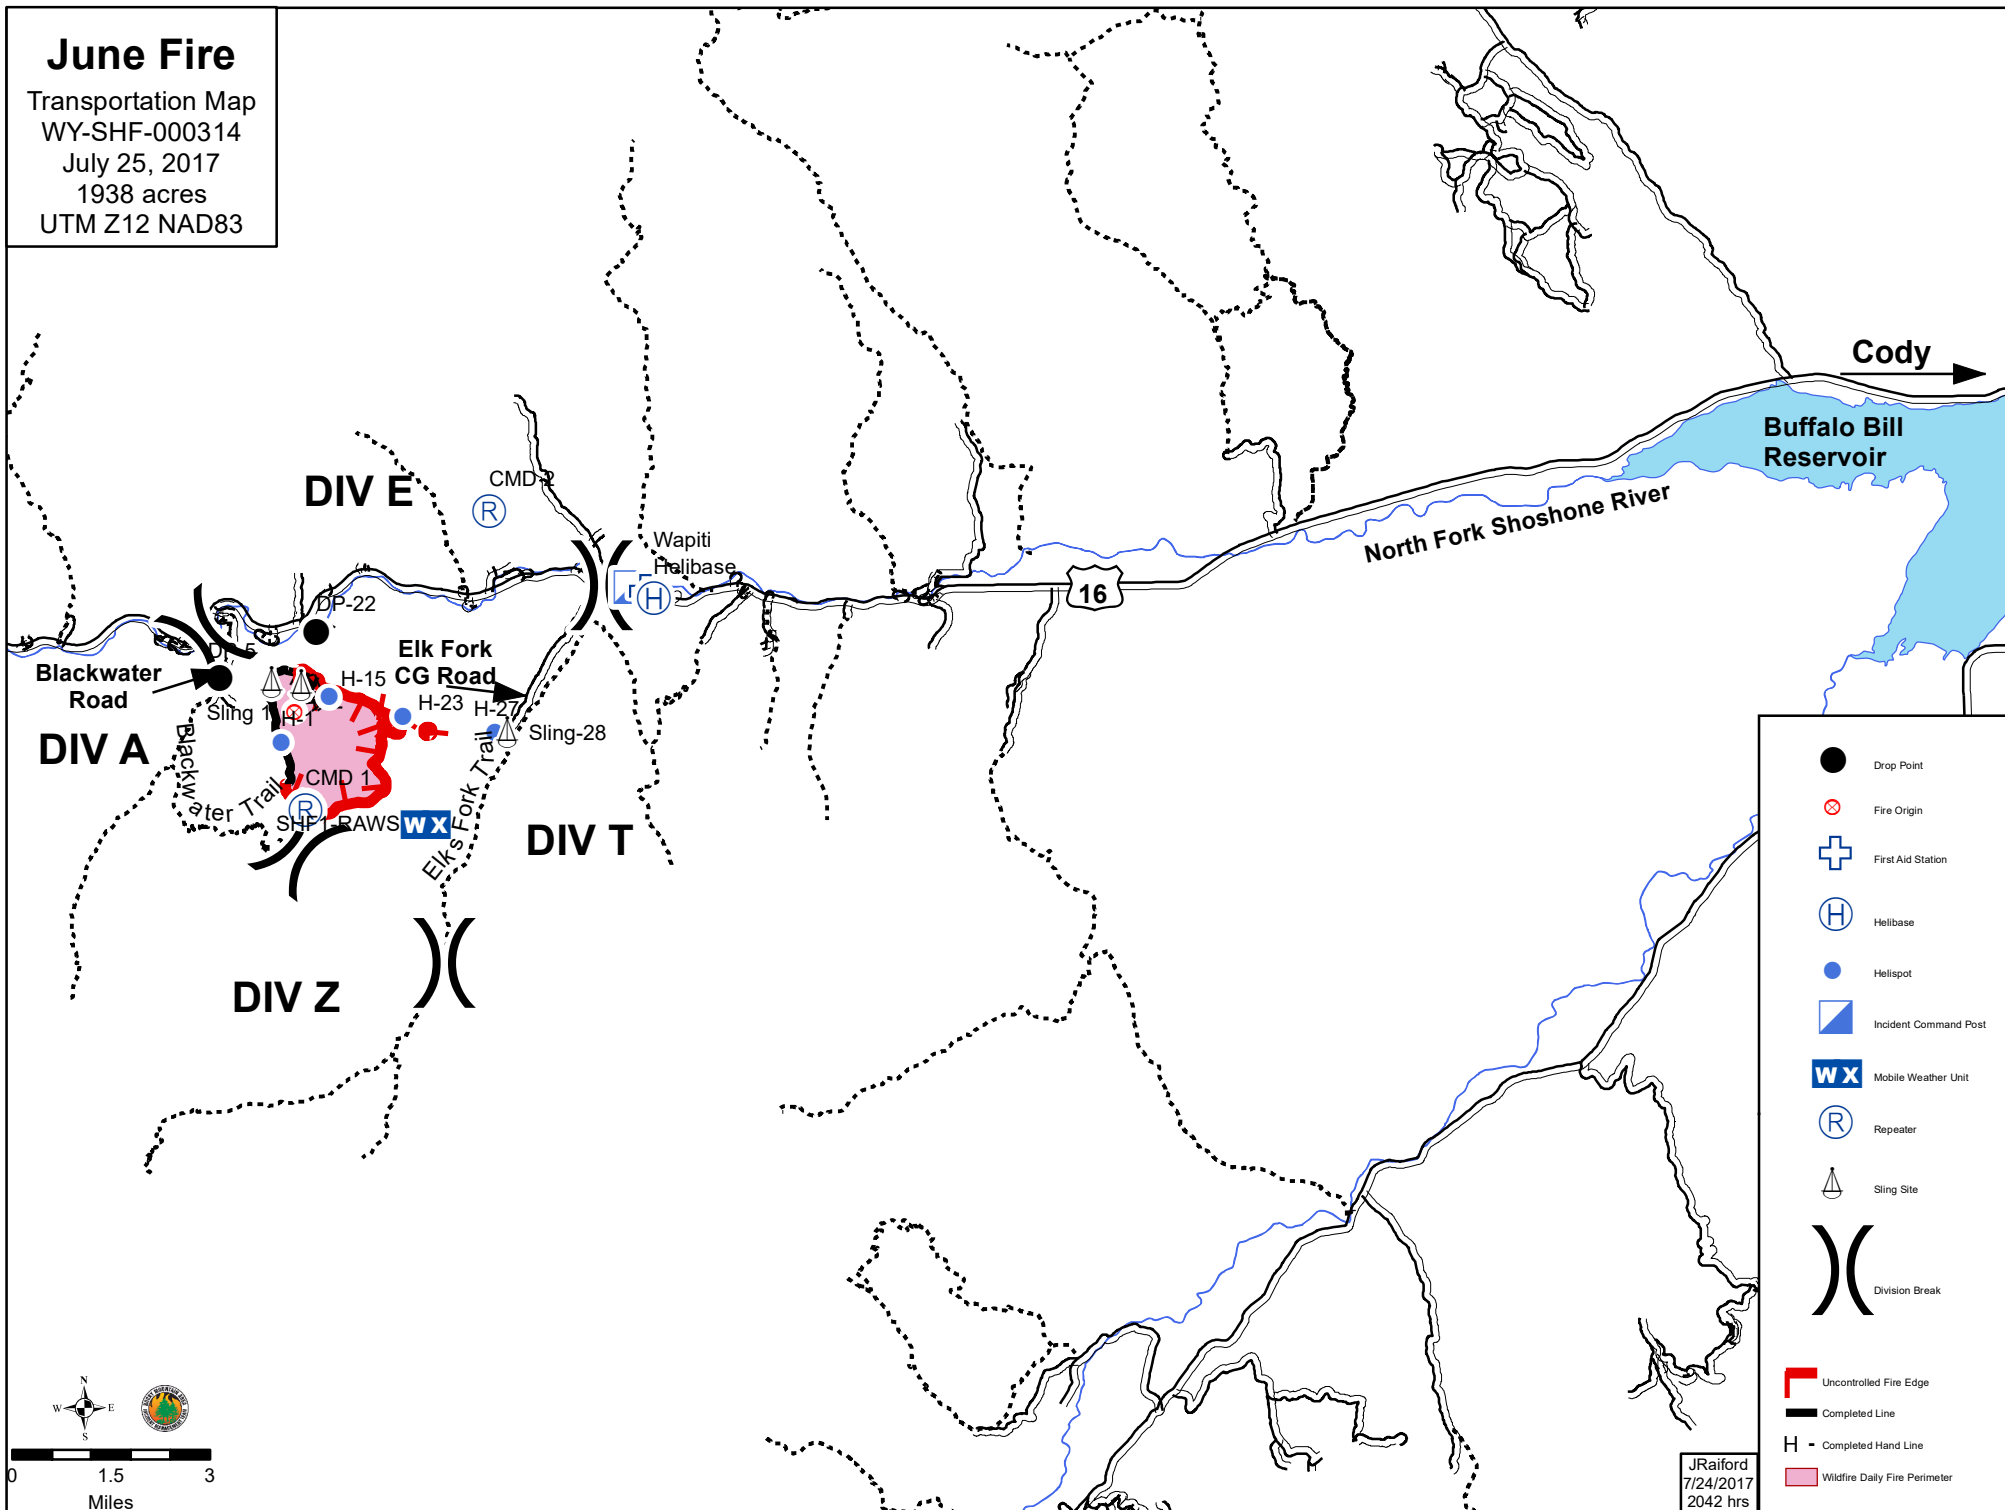 June Fire
Transportation Map
WY-SHF-000314
July 25, 2017
1938 acres
UTM Z12 NAD83
Cody
Buffalo Bill
Reservoir
North Fork Shoshone River
16
DIV E
CMD-2
Wapiti
Helibase
R
H
DP-22
DP-5
Blackwater
Road
Elk Fork
CG Road
H-15
H-23
H-27
Sling 1
H-1
Sling-28
DIV A
Blackwater Trail
CMD 1
R
SHF1-RAWS
WX
Elks Fork Trail
DIV T
DIV Z
Drop Point
Fire Origin
First Aid Station
H
Helibase
Helispot
Incident Command Post
WX
Mobile Weather Unit
R
Repeater
Sling Site
Division Break
Uncontrolled Fire Edge
Completed Line
H - Completed Hand Line
Wildfire Daily Fire Perimeter
N
W
E
S
0
1.5
3
Miles
JRaiford
7/24/2017
2042 hrs